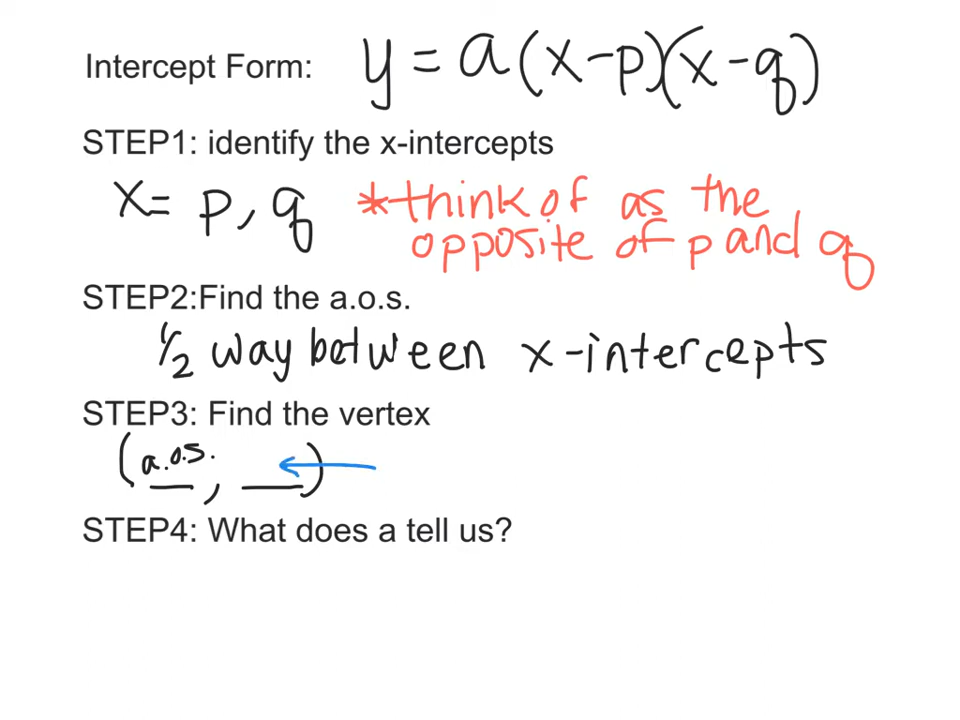 Intercept Form: y = a(x-p)(x-q)
STEP1: identify the x-intercepts
x= p, q *think of as the
opposite of p and q
STEP2:Find the a.o.s.
1/2 way between x-intercepts
STEP3: Find the vertex
(a.o.s., __)
STEP4: What does a tell us?